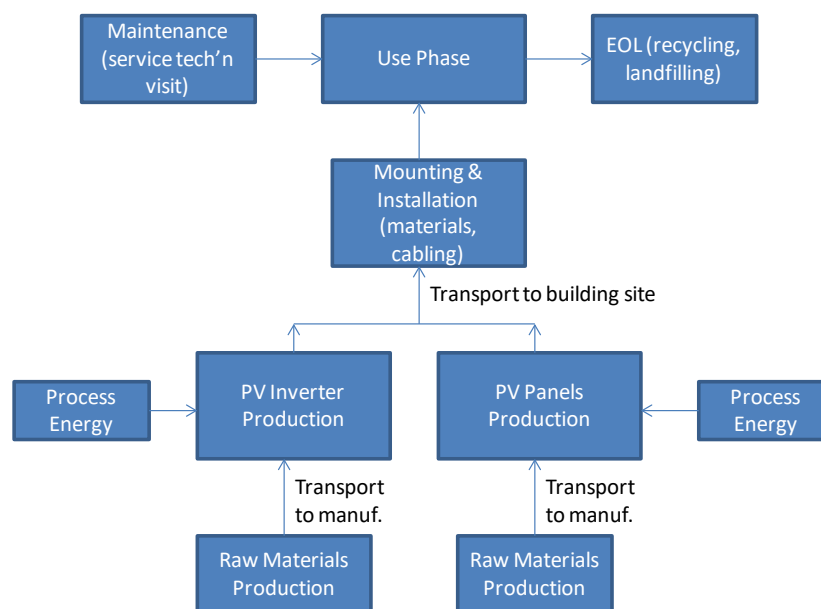 Maintenance
(service tech’n
visit)
Use Phase
EOL (recycling,
landfilling)
Mounting &
Installation
(materials,
cabling)
Transport to building site
Process
Energy
PV Inverter
Production
PV Panels
Production
Process
Energy
Transport
to manuf.
Transport
to manuf.
Raw Materials
Production
Raw Materials
Production